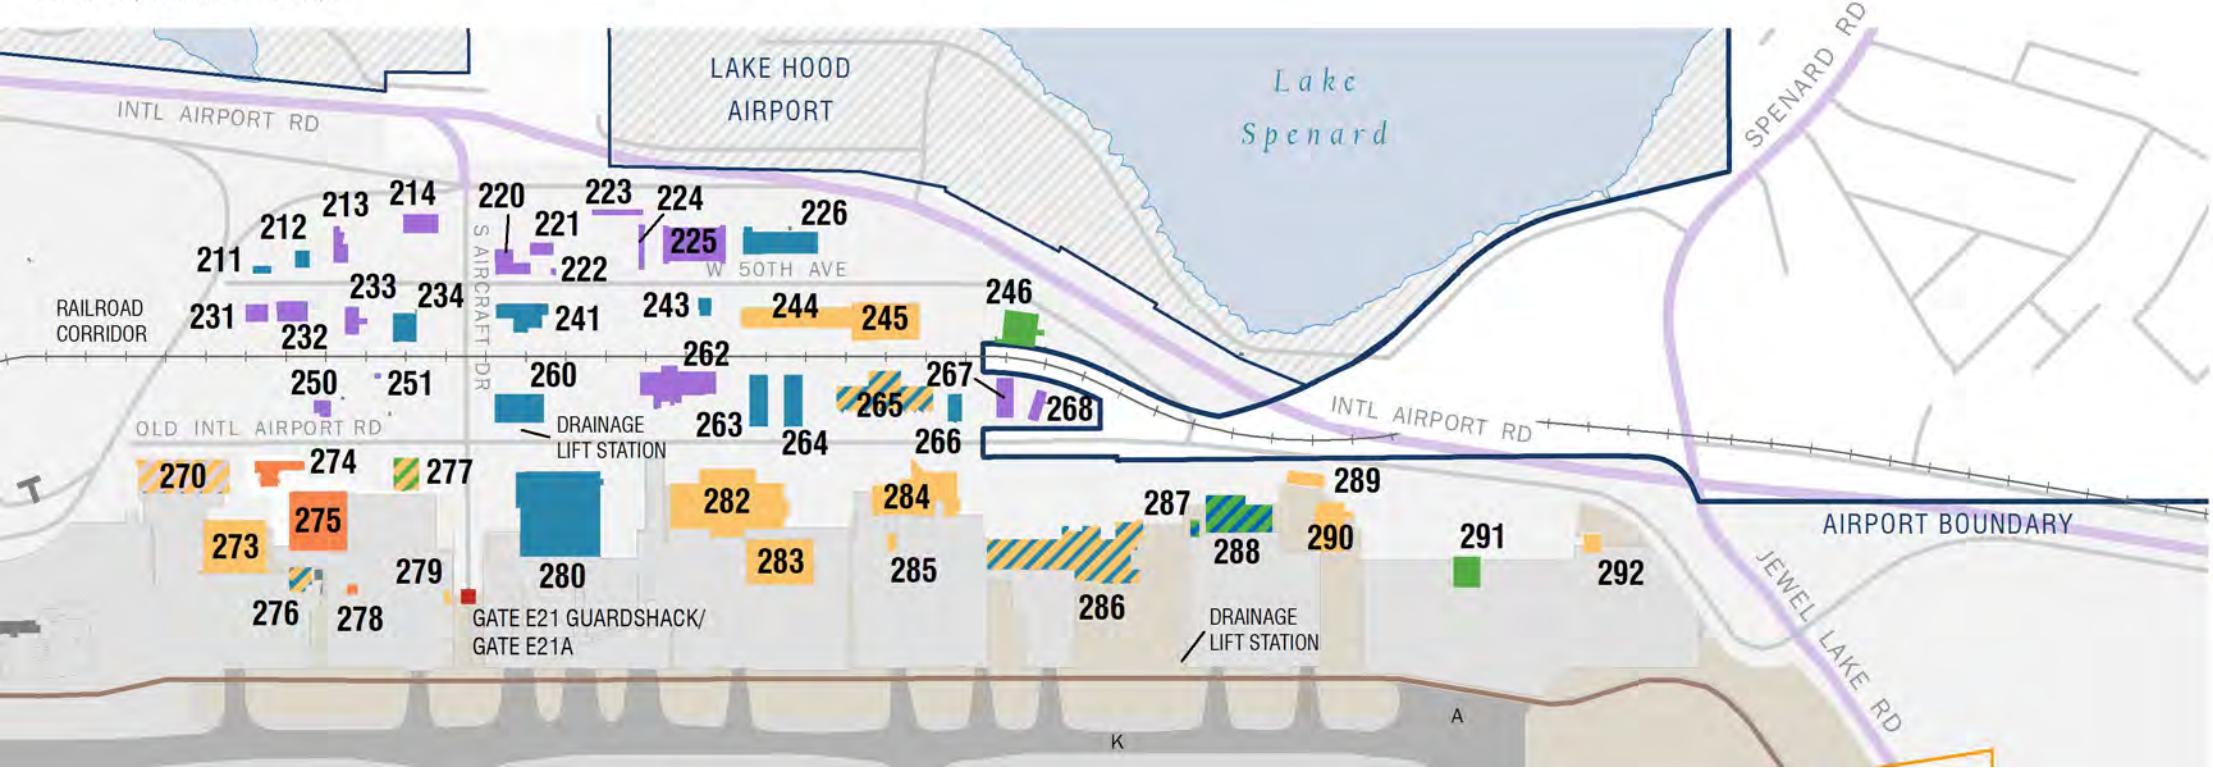 SPENARD RD
LAKE HOOD
AIRPORT
Lake
Spenard
INTL AIRPORT RD
214
220
223
224
213
212
221
226
225
211
222
S AIRCRAFT DR
W 50TH AVE
233
234
246
RAILROAD
CORRIDOR
231
232
241
243
244
245
262
250
251
260
267
265
268
INTL AIRPORT RD
OLD INTL AIRPORT RD
DRAINAGE
LIFT STATION
263
264
266
270
274
277
282
284
287
289
AIRPORT BOUNDARY
275
273
283
288
290
291
279
280
285
292
276
278
286
GATE E21 GUARDSHACK/
GATE E21A
DRAINAGE
LIFT STATION
JEWEL LAKE RD
A
K